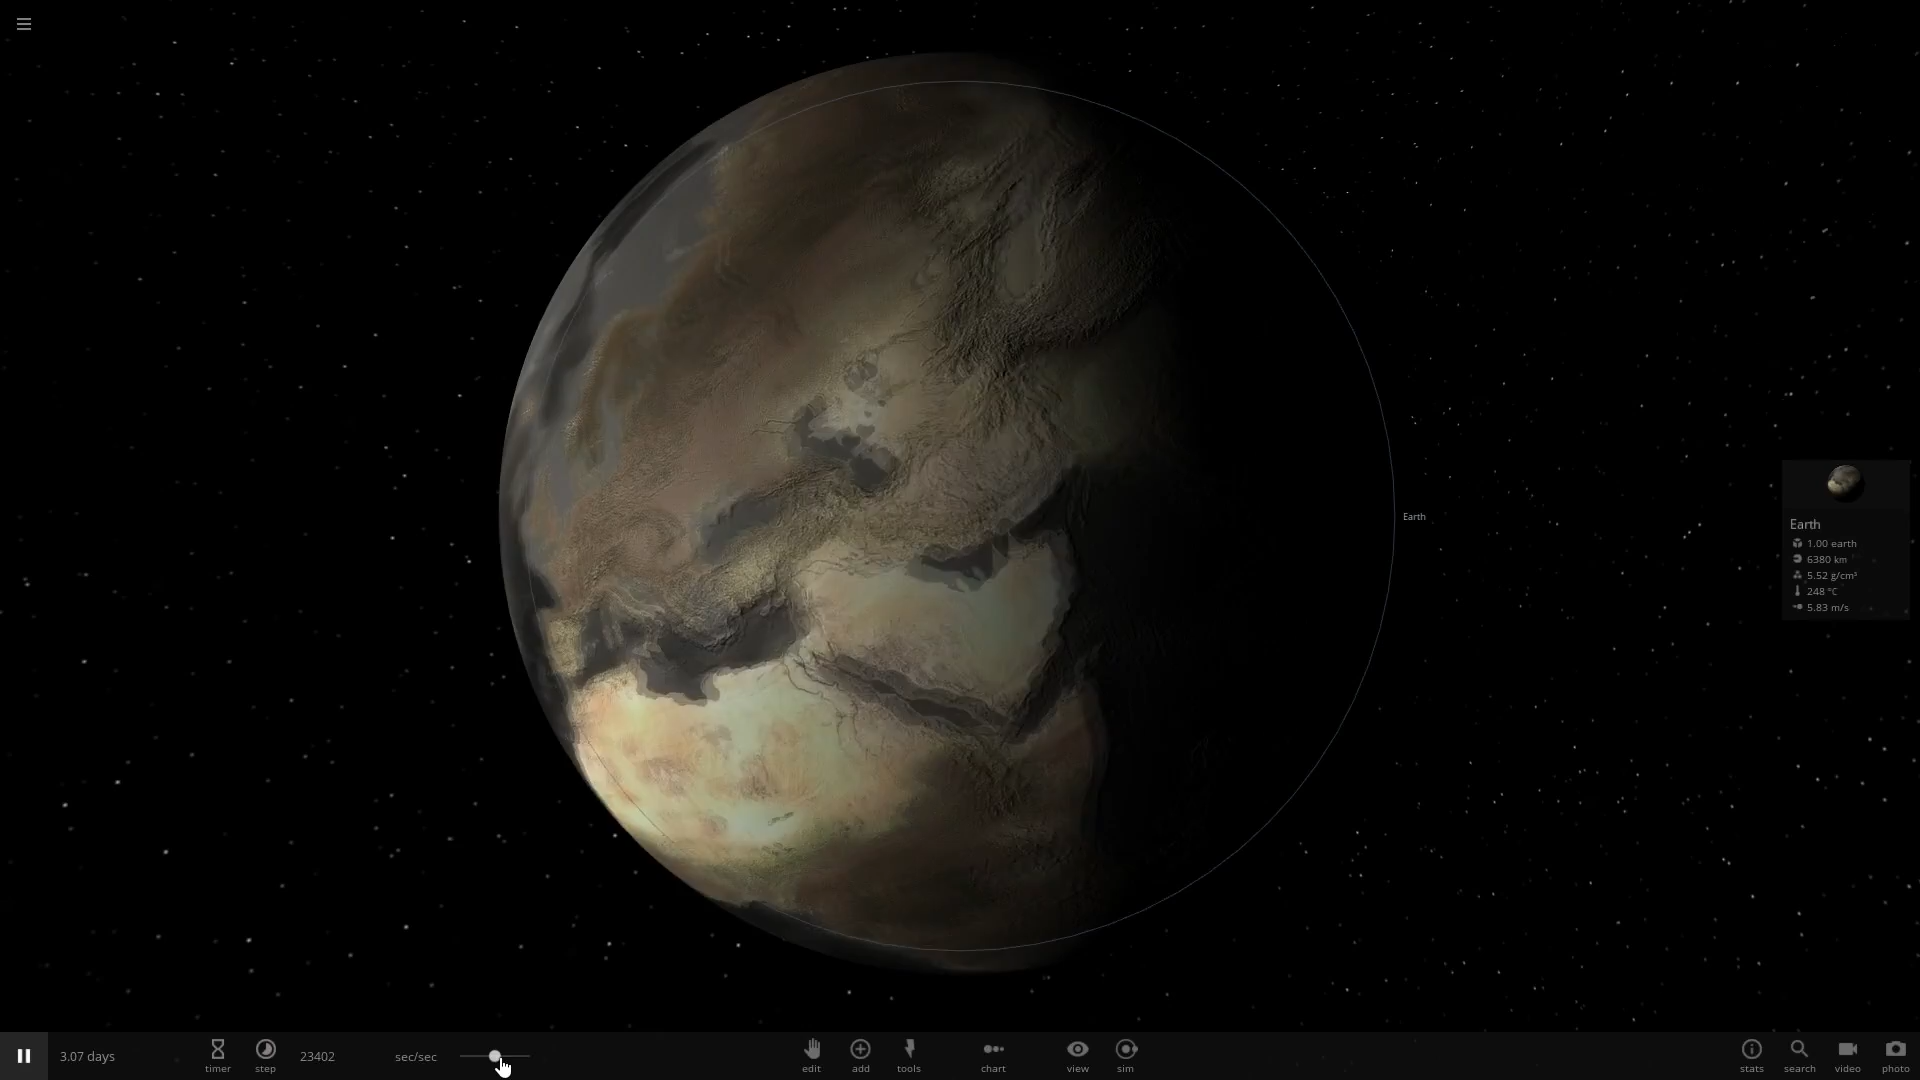 Earth
Earth
1.00 earth
6380 km
5.52 g/cm³
248 °C
5.83 m/s
3.07 days
timer
step
23402
sec/sec
edit
add
tools
chart
view
sim
stats
search
video
photo